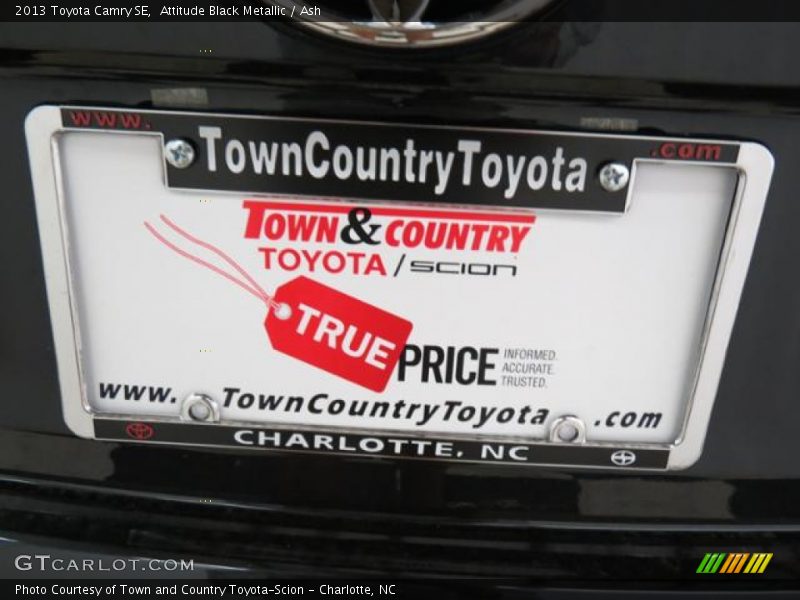 2013 Toyota Camry SE, Attitude Black Metallic / Ash
www. .com
TownCountryToyota
TOWN & COUNTRY
TOYOTA / SCION
TRUE PRICE
INFORMED.
ACCURATE.
TRUSTED.
www. TownCountryToyota .com
CHARLOTTE, NC
GTCARLOT.COM
Photo Courtesy of Town and Country Toyota-Scion - Charlotte, NC